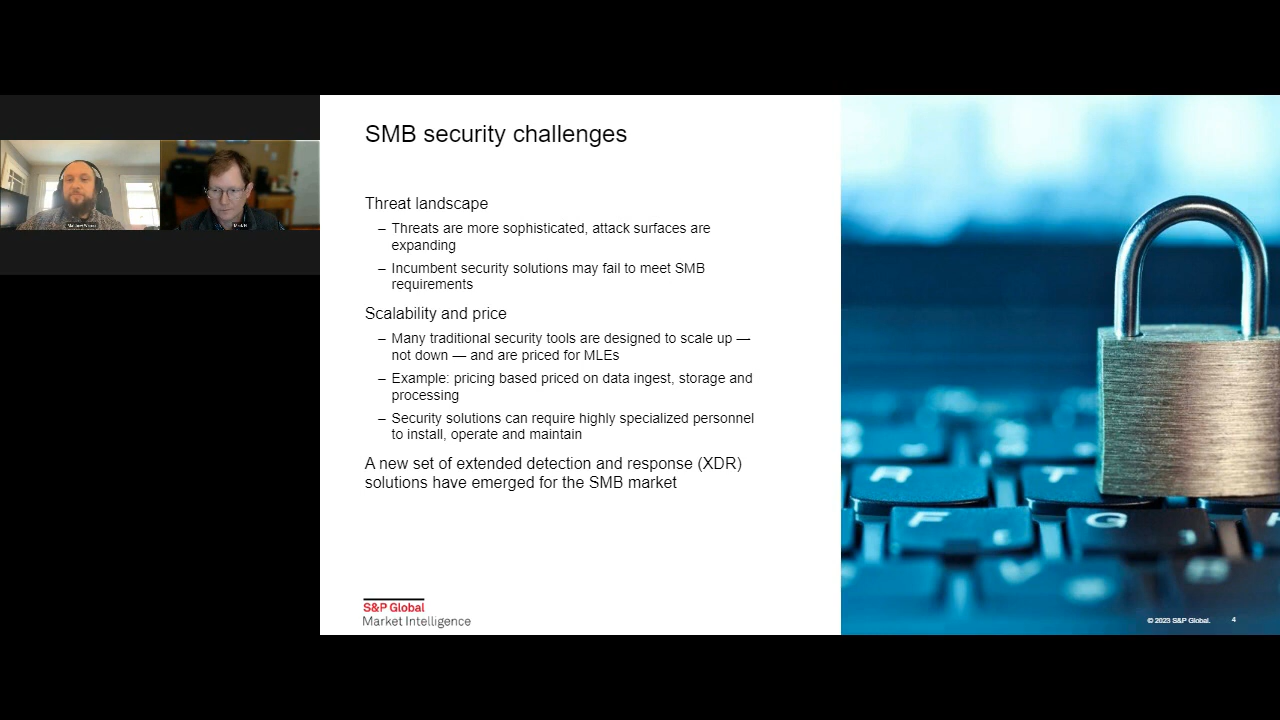 SMB security challenges
Threat landscape
– Threats are more sophisticated, attack surfaces are
expanding
– Incumbent security solutions may fail to meet SMB
requirements
Scalability and price
– Many traditional security tools are designed to scale up —
not down — and are priced for MLEs
– Example: pricing based priced on data ingest, storage and
processing
– Security solutions can require highly specialized personnel
to install, operate and maintain
A new set of extended detection and response (XDR)
solutions have emerged for the SMB market
S&P Global
Market Intelligence
R T
F G H
V
© 2023 S&P Global. 4